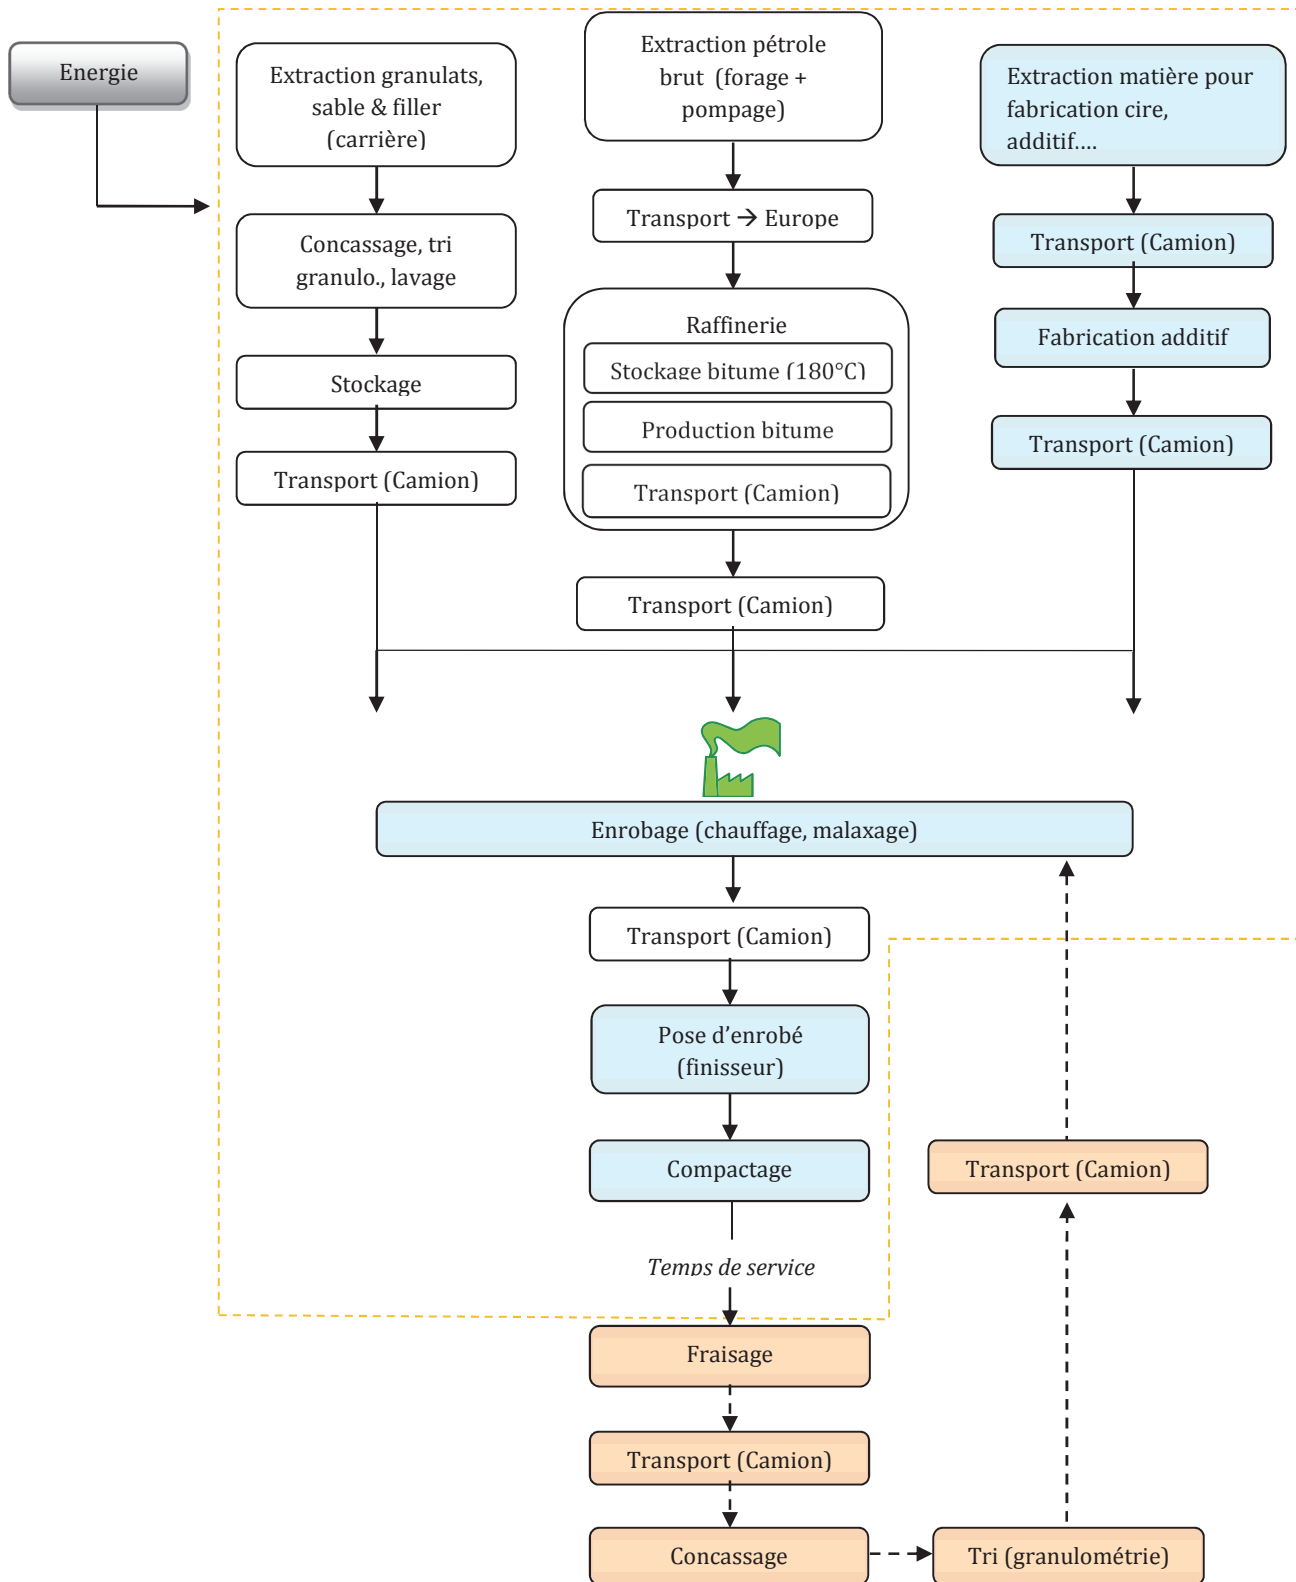 Energie
Extraction granulats,
sable & filler
(carrière)
Concassage, tri
granulo., lavage
Stockage
Transport (Camion)
Extraction pétrole
brut (forage +
pompage)
Transport → Europe
Raffinerie
Stockage bitume (180°C)
Production bitume
Transport (Camion)
Transport (Camion)
Extraction matière pour
fabrication cire,
additif....
Transport (Camion)
Fabrication additif
Transport (Camion)
Enrobage (chauffage, malaxage)
Transport (Camion)
Pose d’enrobé
(finisseur)
Compactage
Temps de service
Fraisage
Transport (Camion)
Concassage
Tri (granulométrie)
Transport (Camion)